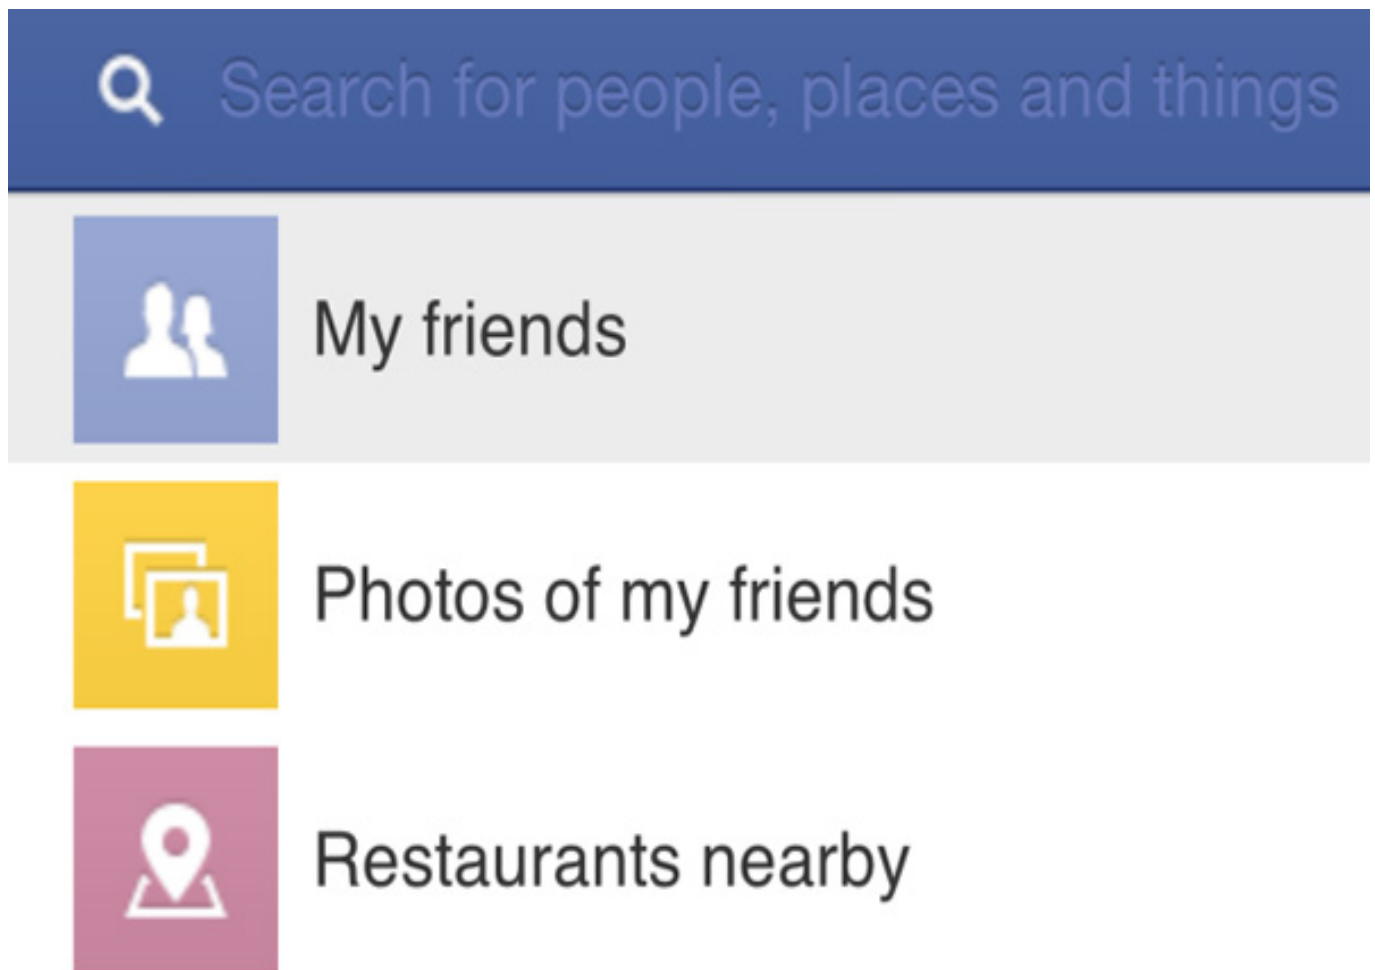 Search for people, places and things
My friends
Photos of my friends
Restaurants nearby